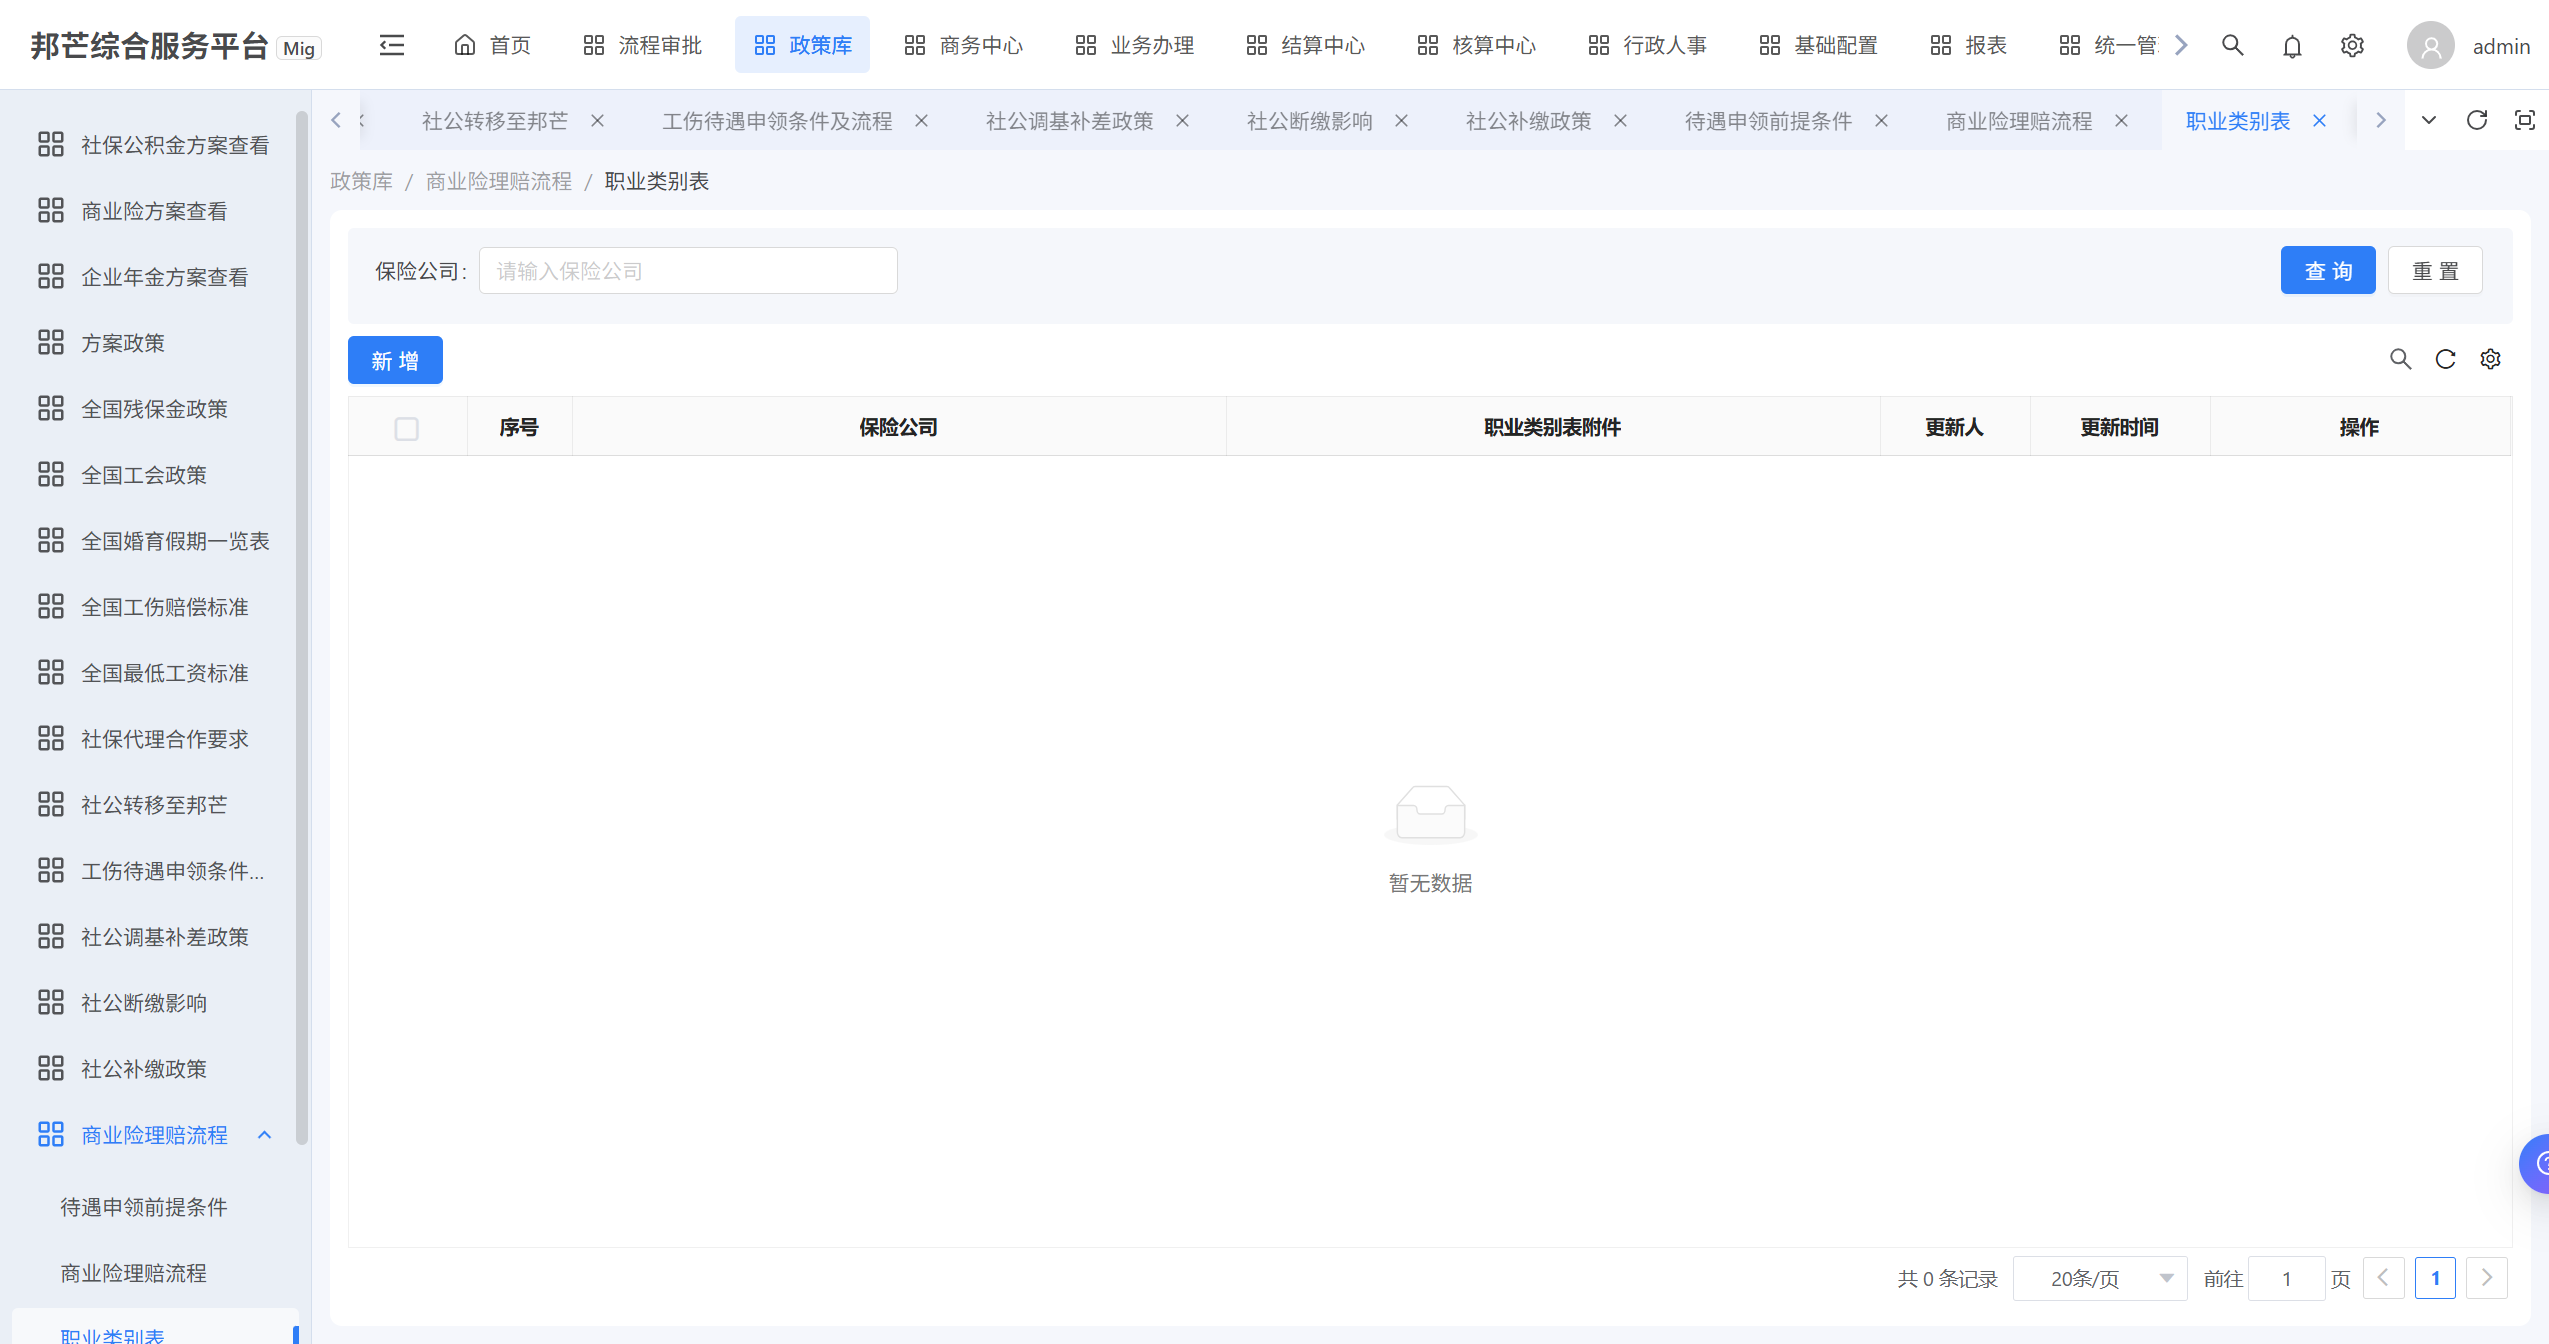 邦芒综合服务平台 Mig
首页 流程审批 政策库 商务中心 业务办理 结算中心 核算中心 行政人事 基础配置 报表 统一管 admin
社公转移至邦芒 工伤待遇申领条件及流程 社公调基补差政策 社公断缴影响 社公补缴政策 待遇申领前提条件 商业险理赔流程 职业类别表
政策库 / 商业险理赔流程 / 职业类别表
社保公积金方案查看
商业险方案查看
企业年金方案查看
方案政策
全国残保金政策
全国工会政策
全国婚育假期一览表
全国工伤赔偿标准
全国最低工资标准
社保代理合作要求
社公转移至邦芒
工伤待遇申领条件...
社公调基补差政策
社公断缴影响
社公补缴政策
商业险理赔流程
待遇申领前提条件
商业险理赔流程
职业类别表
保险公司: 请输入保险公司 查 询 重 置
新 增
序号 保险公司 职业类别表附件 更新人 更新时间 操作
暂无数据
共 0 条记录 20条/页 前往 1 页 1